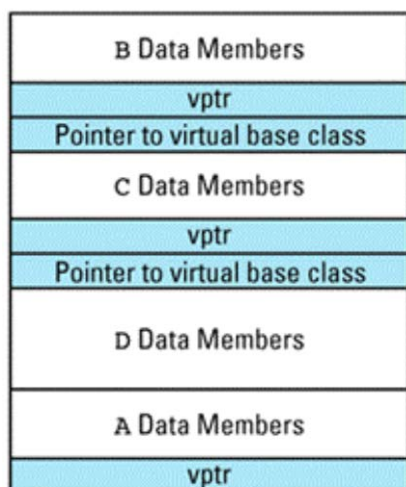 B Data Members
vptr
Pointer to virtual base class
C Data Members
vptr
Pointer to virtual base class
D Data Members
A Data Members
vptr